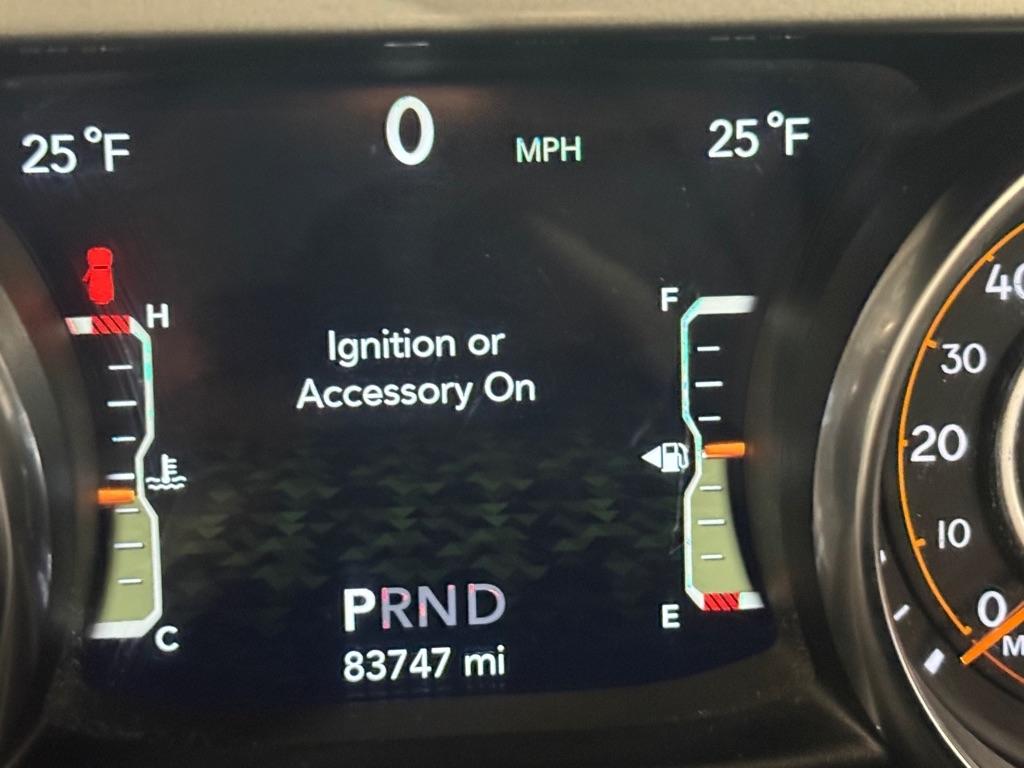 25°F 0 MPH 25°F
H
F
Ignition or
Accessory On
40
30
20
10
0
E
C
PRND
83747 mi